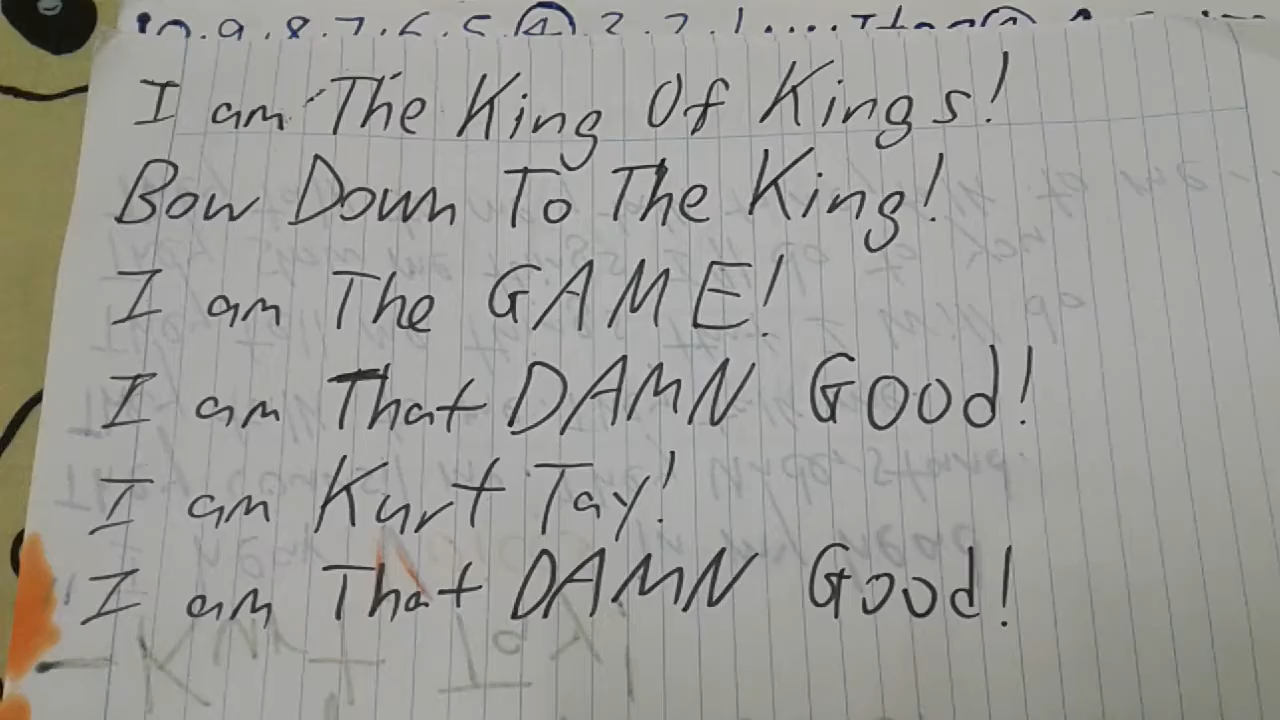 I am The King Of Kings!
Bow Down To The King!
I am The GAME!
I am That DAMN Good!
I am Kurt Tay!
I am That DAMN Good!